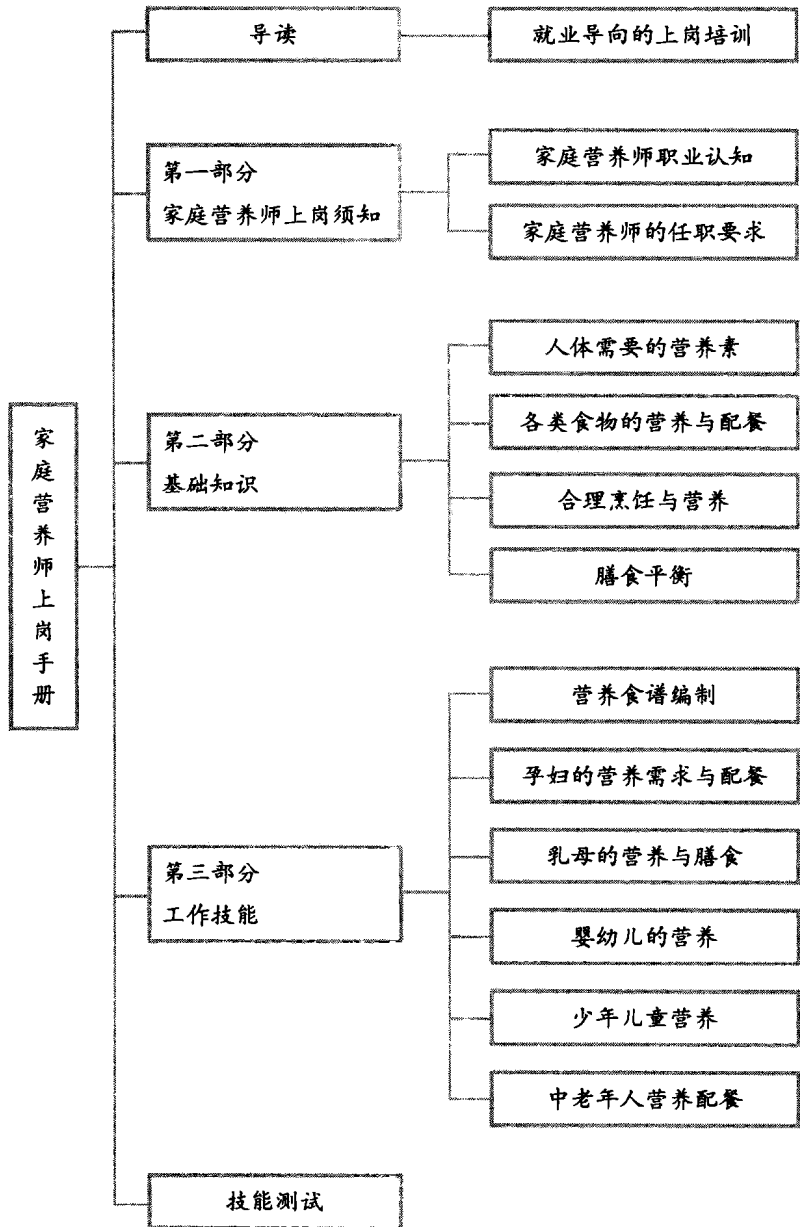 家庭营养师上岗手册
导读
就业导向的上岗培训
第一部分
家庭营养师上岗须知
家庭营养师职业认知
家庭营养师的任职要求
第二部分
基础知识
人体需要的营养素
各类食物的营养与配餐
合理烹饪与营养
膳食平衡
第三部分
工作技能
营养食谱编制
孕妇的营养需求与配餐
乳母的营养与膳食
婴幼儿的营养
少年儿童营养
中老年人营养配餐
技能测试